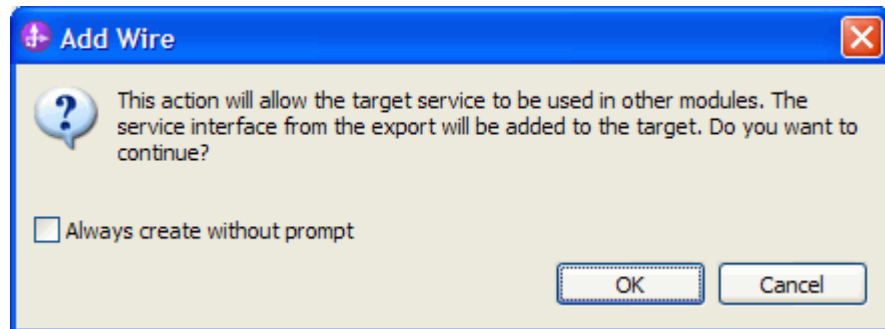 Add Wire
This action will allow the target service to be used in other modules. The
service interface from the export will be added to the target. Do you want to
continue?
Always create without prompt
OK
Cancel